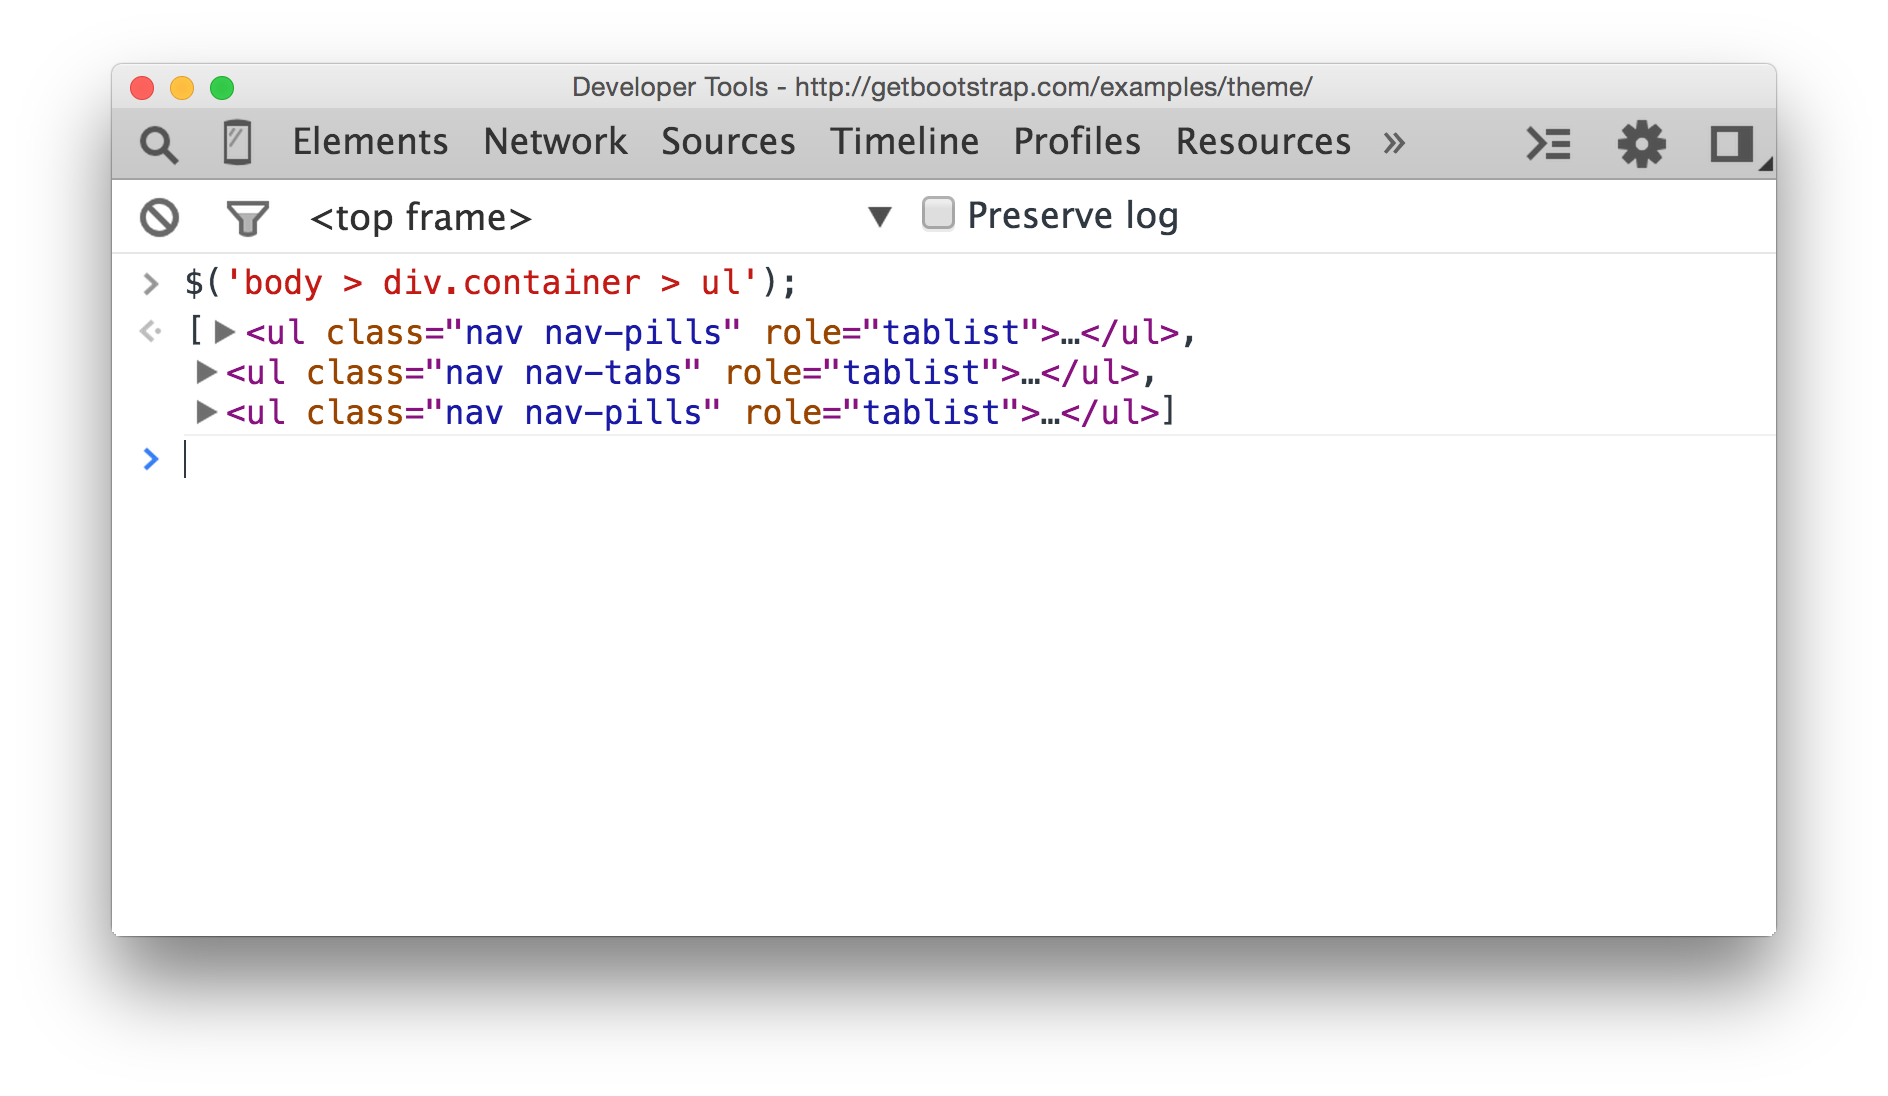 Developer Tools - http://getbootstrap.com/examples/theme/
Elements Network Sources Timeline Profiles Resources »
<top frame> ▼ Preserve log
> $('body > div.container > ul');
[▶<ul class="nav nav-pills" role="tablist">…</ul>,
▶<ul class="nav nav-tabs" role="tablist">…</ul>,
▶<ul class="nav nav-pills" role="tablist">…</ul>]
>